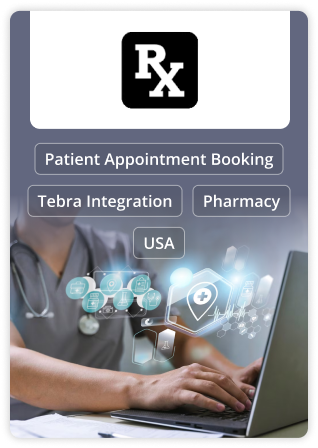 Rx
Patient Appointment Booking
Tebra Integration
Pharmacy
USA